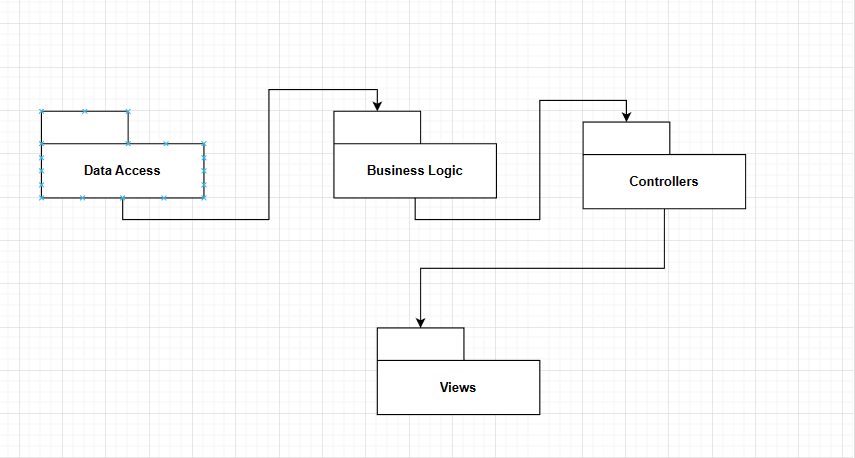 Data Access
Business Logic
Controllers
Views